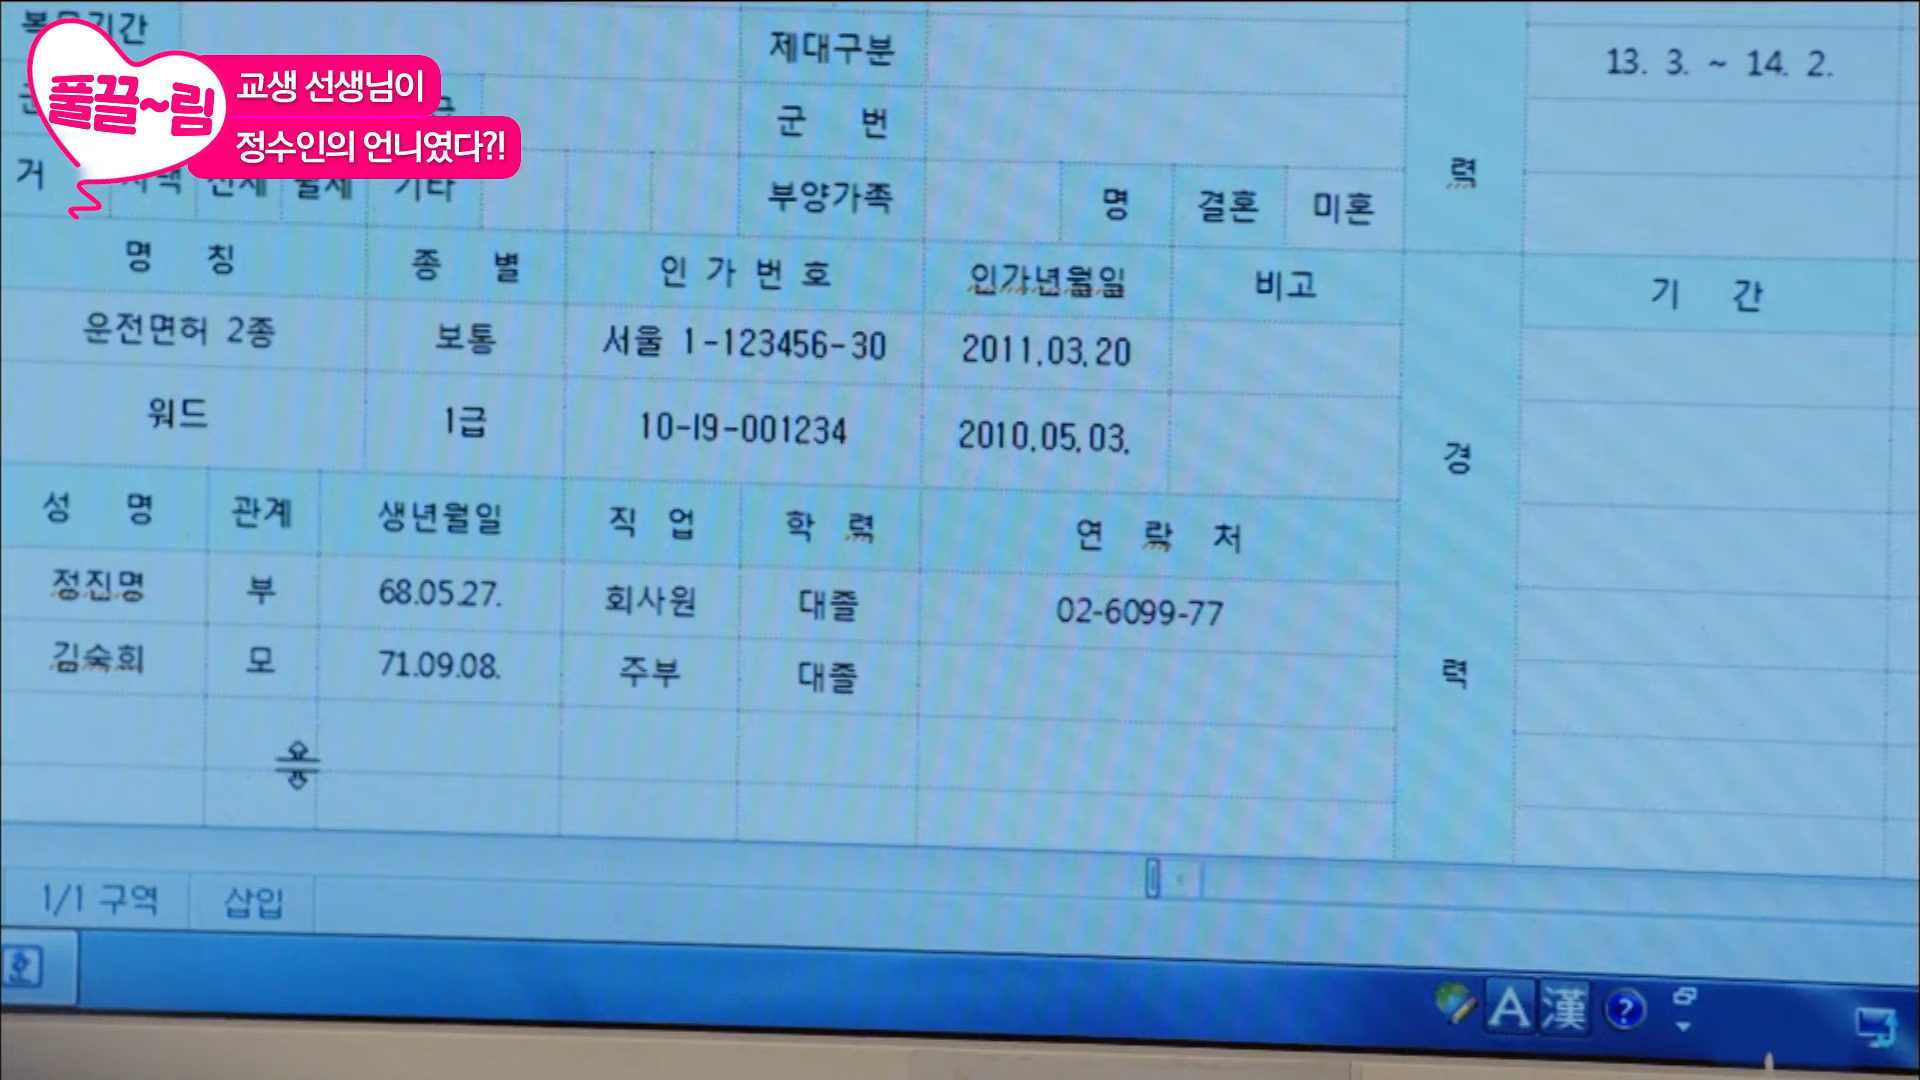 풀끌~림
교생 선생님이
정수인의 언니였다?!
제대구분
13. 3. ~ 14. 2.
군 번
력
거 기타 부양가족 명 결혼 미혼
명 칭 종 별 인 가 번 호 인가년월일 비고 기 간
운전면허 2종 보통 서울 1-123456-30 2011.03.20
워드 1급 10-I9-001234 2010.05.03.
경
성 명 관계 생년월일 직 업 학 력 연 락 처
정진명 부 68.05.27. 회사원 대졸 02-6099-77
김숙희 모 71.09.08. 주부 대졸
력
1/1 구역 삽입
A 漢 ?